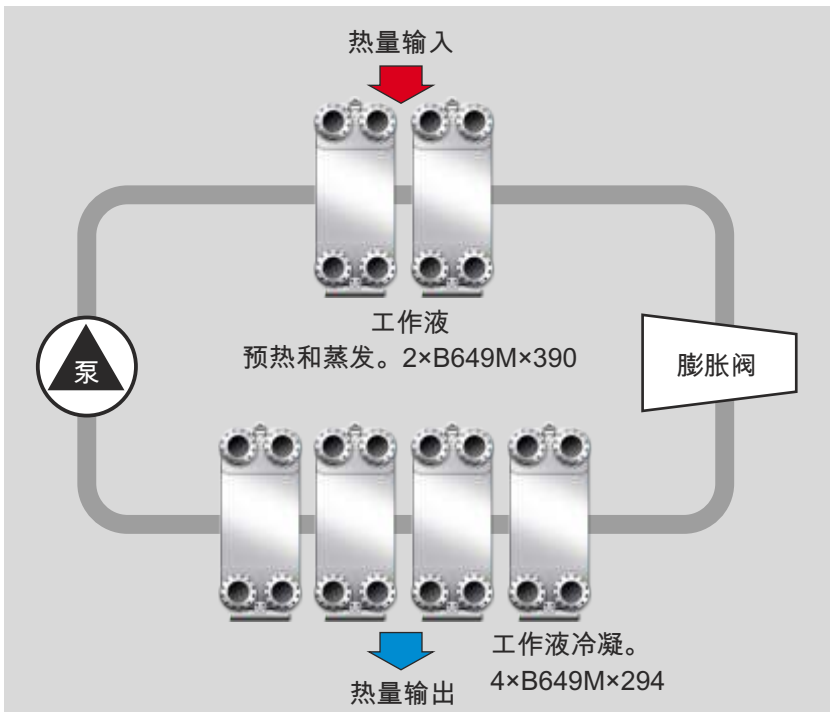 热量输入
工作液
预热和蒸发。2×B649M×390
泵
膨胀阀
工作液冷凝。
4×B649M×294
热量输出